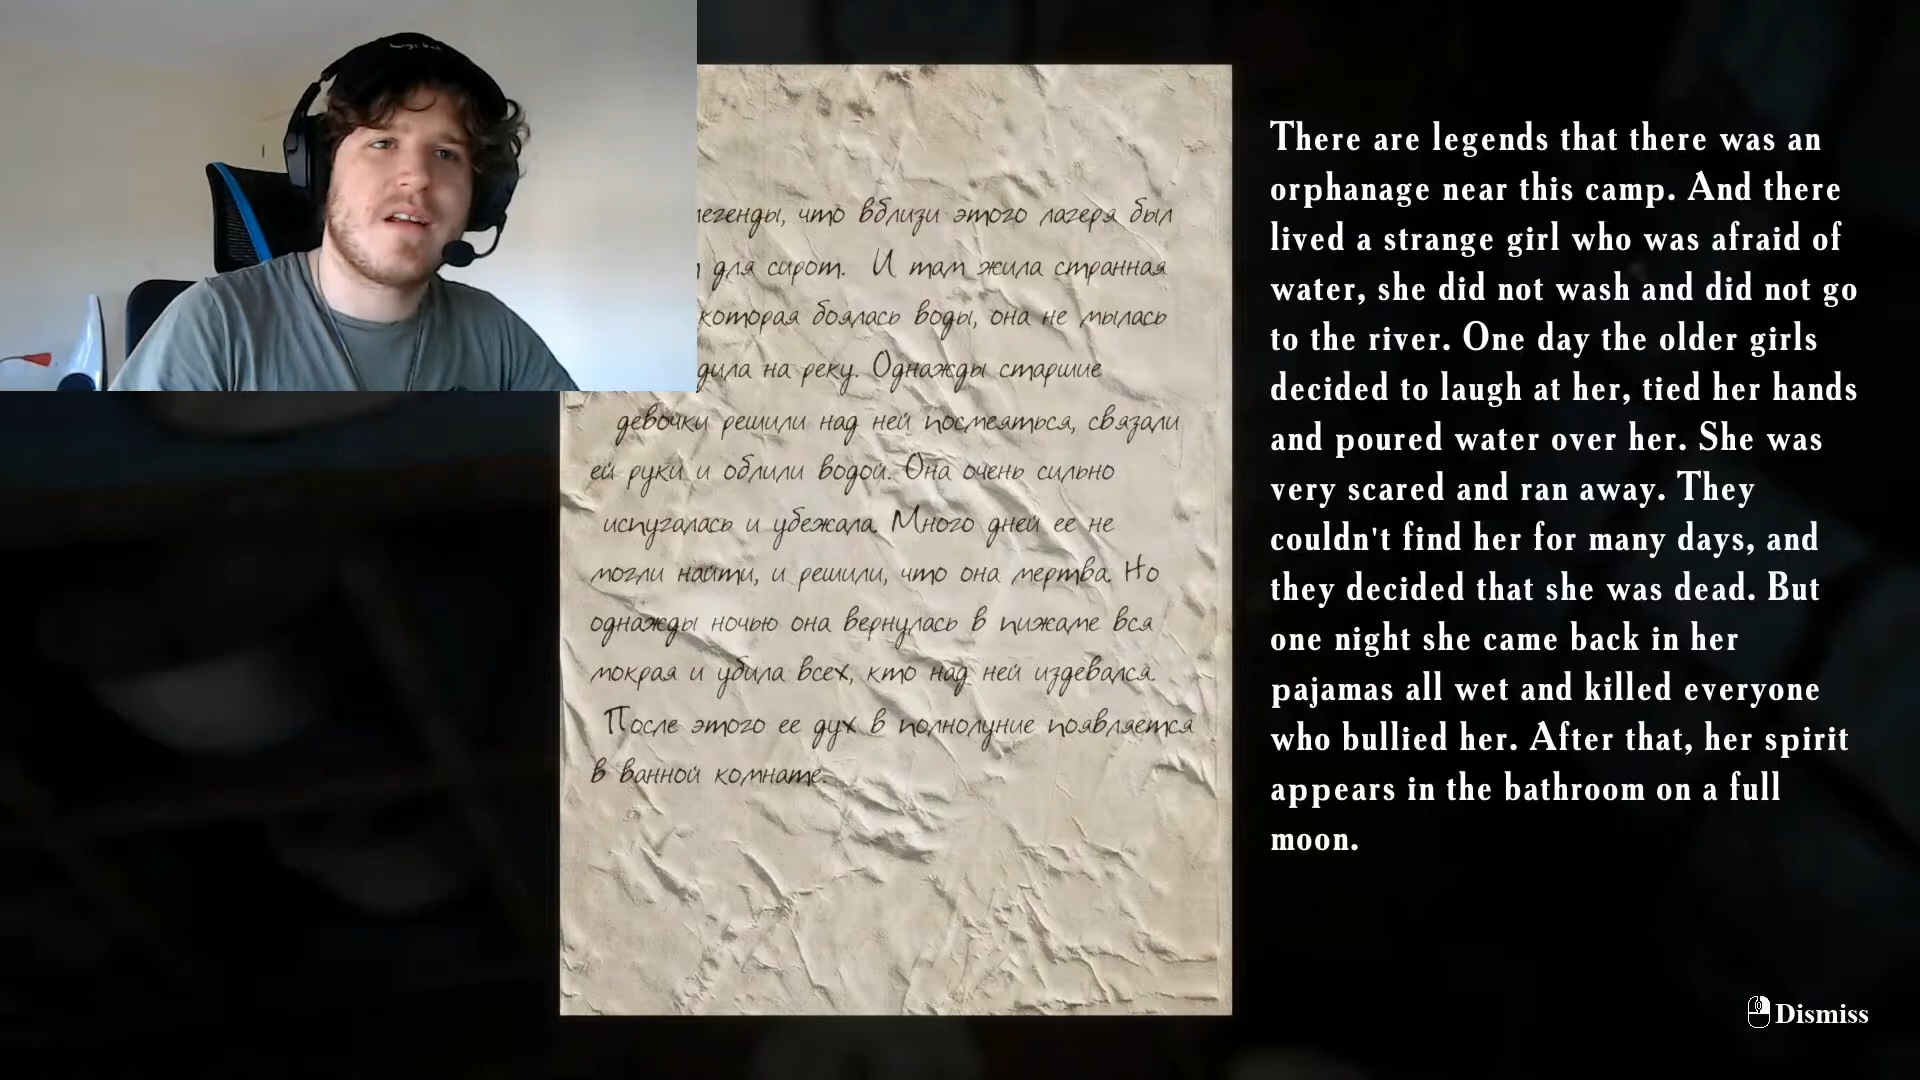 легенды, что вблизи этого лагеря был
для сирот. И там жила странная
которая боялась воды, она не мылась
на реку. Однажды старшие
девочки решили над ней посмеяться, связали
ей руки и облили водой. Она очень сильно
испугалась и убежала. Много дней ее не
могли найти, и решили, что она мертва. Но
однажды ночью она вернулась в пижаме вся
мокрая и убила всех, кто над ней издевался.
После этого ее дух в полнолуние появляется
в ванной комнате.
There are legends that there was an
orphanage near this camp. And there
lived a strange girl who was afraid of
water, she did not wash and did not go
to the river. One day the older girls
decided to laugh at her, tied her hands
and poured water over her. She was
very scared and ran away. They
couldn't find her for many days, and
they decided that she was dead. But
one night she came back in her
pajamas all wet and killed everyone
who bullied her. After that, her spirit
appears in the bathroom on a full
moon.
Dismiss